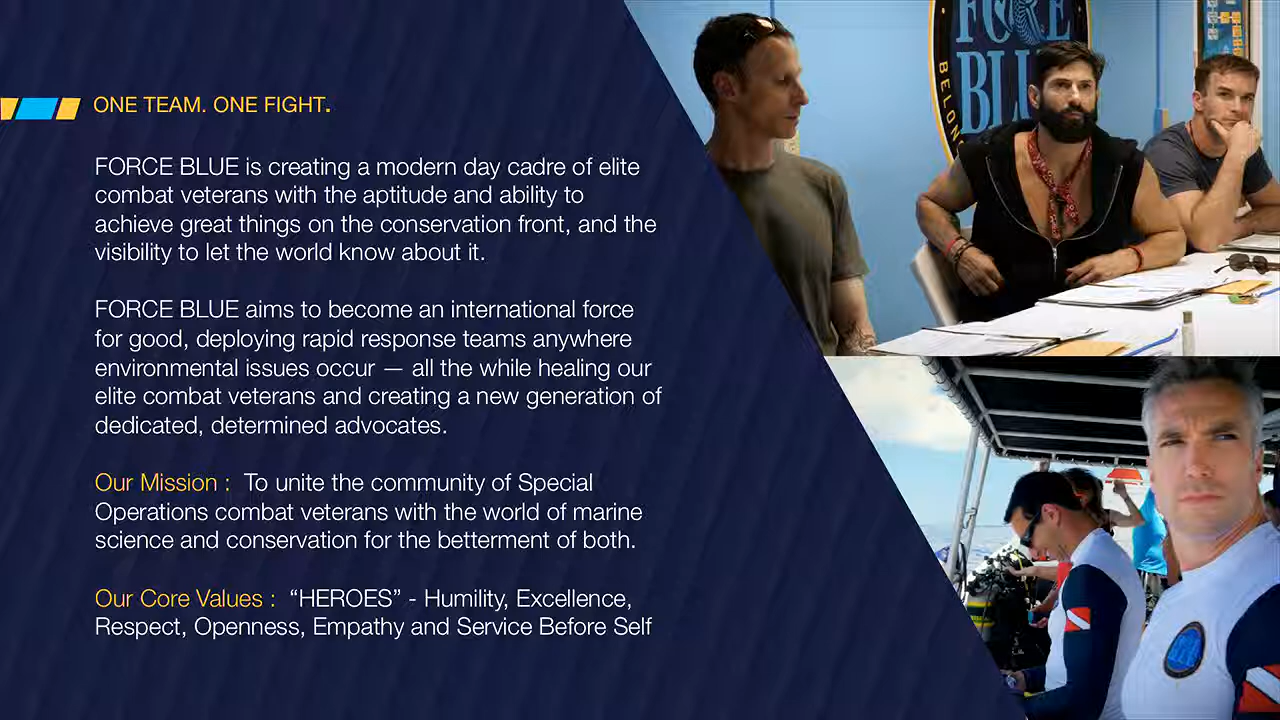 ONE TEAM. ONE FIGHT.
FORCE BLUE is creating a modern day cadre of elite
combat veterans with the aptitude and ability to
achieve great things on the conservation front, and the
visibility to let the world know about it.
FORCE BLUE aims to become an international force
for good, deploying rapid response teams anywhere
environmental issues occur — all the while healing our
elite combat veterans and creating a new generation of
dedicated, determined advocates.
Our Mission : To unite the community of Special
Operations combat veterans with the world of marine
science and conservation for the betterment of both.
Our Core Values : “HEROES” - Humility, Excellence,
Respect, Openness, Empathy and Service Before Self
FORCE